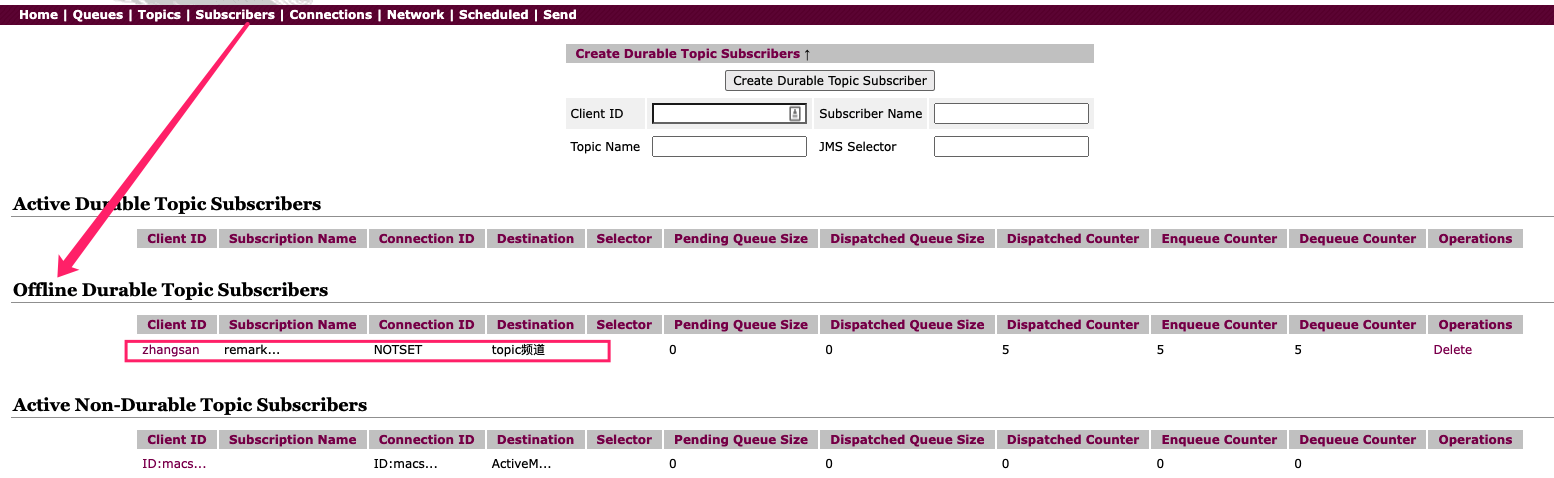 Home | Queues | Topics | Subscribers | Connections | Network | Scheduled | Send
Create Durable Topic Subscribers ↑
Create Durable Topic Subscriber
Client ID Subscriber Name
Topic Name JMS Selector
Active Durable Topic Subscribers
Client ID Subscription Name Connection ID Destination Selector Pending Queue Size Dispatched Queue Size Dispatched Counter Enqueue Counter Dequeue Counter Operations
Offline Durable Topic Subscribers
Client ID Subscription Name Connection ID Destination Selector Pending Queue Size Dispatched Queue Size Dispatched Counter Enqueue Counter Dequeue Counter Operations
zhangsan remark... NOTSET topic频道 0 0 5 5 5 Delete
Active Non-Durable Topic Subscribers
Client ID Subscription Name Connection ID Destination Selector Pending Queue Size Dispatched Queue Size Dispatched Counter Enqueue Counter Dequeue Counter Operations
ID:macs... ID:macs... ActiveM... 0 0 0 0 0